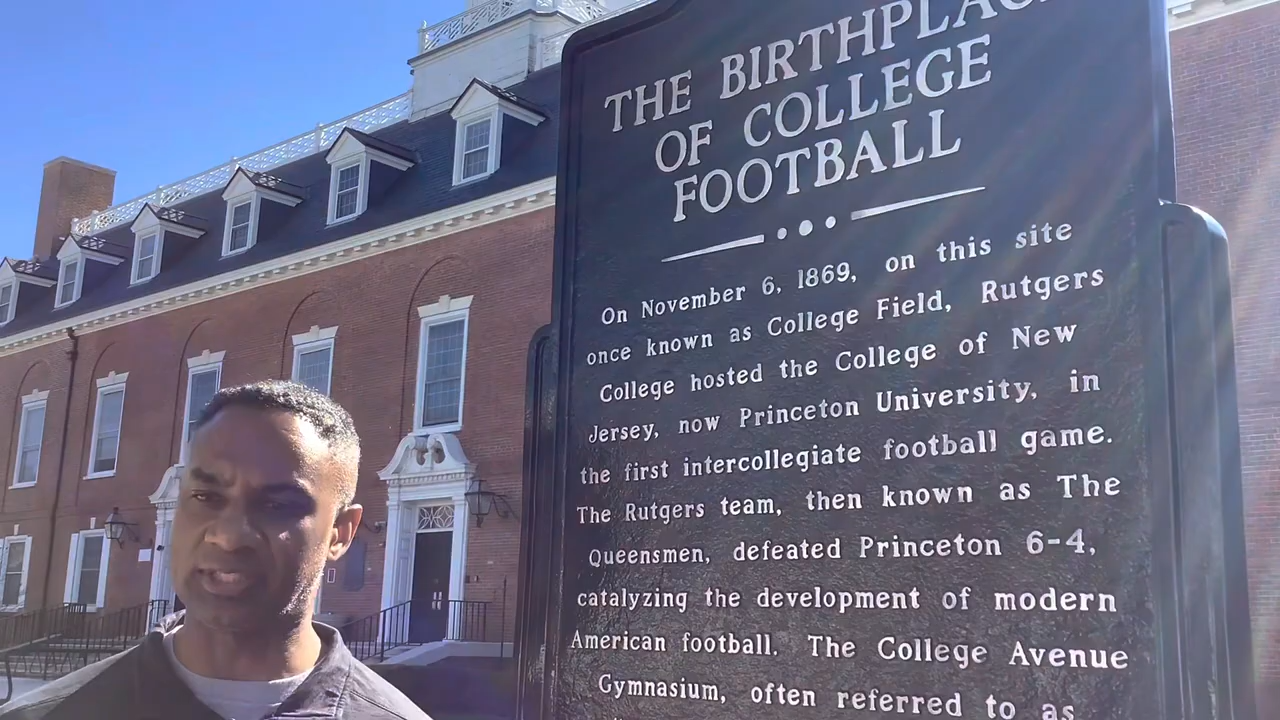 THE BIRTHPLAC
OF COLLEGE
FOOTBALL
On November 6, 1869, on this site
once known as College Field, Rutgers
College hosted the College of New
Jersey, now Princeton University, in
the first intercollegiate football game.
The Rutgers team, then known as The
Queensmen, defeated Princeton 6-4,
catalyzing the development of modern
American football. The College Avenue
Gymnasium, often referred to as